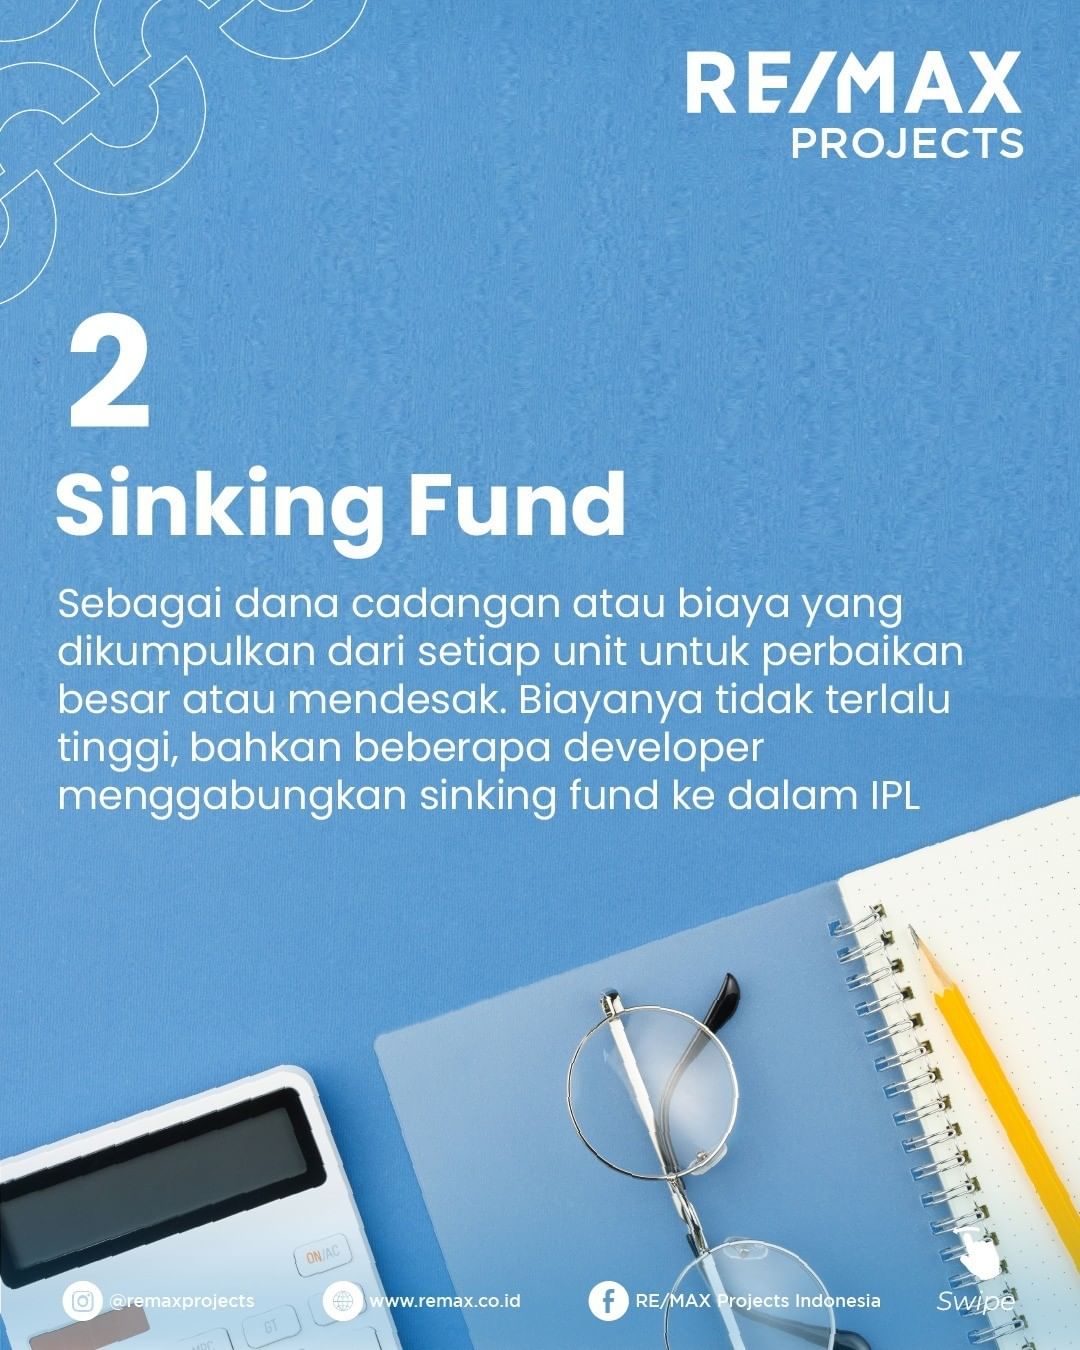 RE/MAX
PROJECTS
2
Sinking Fund
Sebagai dana cadangan atau biaya yang
dikumpulkan dari setiap unit untuk perbaikan
besar atau mendesak. Biayanya tidak terlalu
tinggi, bahkan beberapa developer
menggabungkan sinking fund ke dalam IPL
ON/AC
GT
@remaxprojects
www.remax.co.id
RE/MAX Projects Indonesia
Swipe